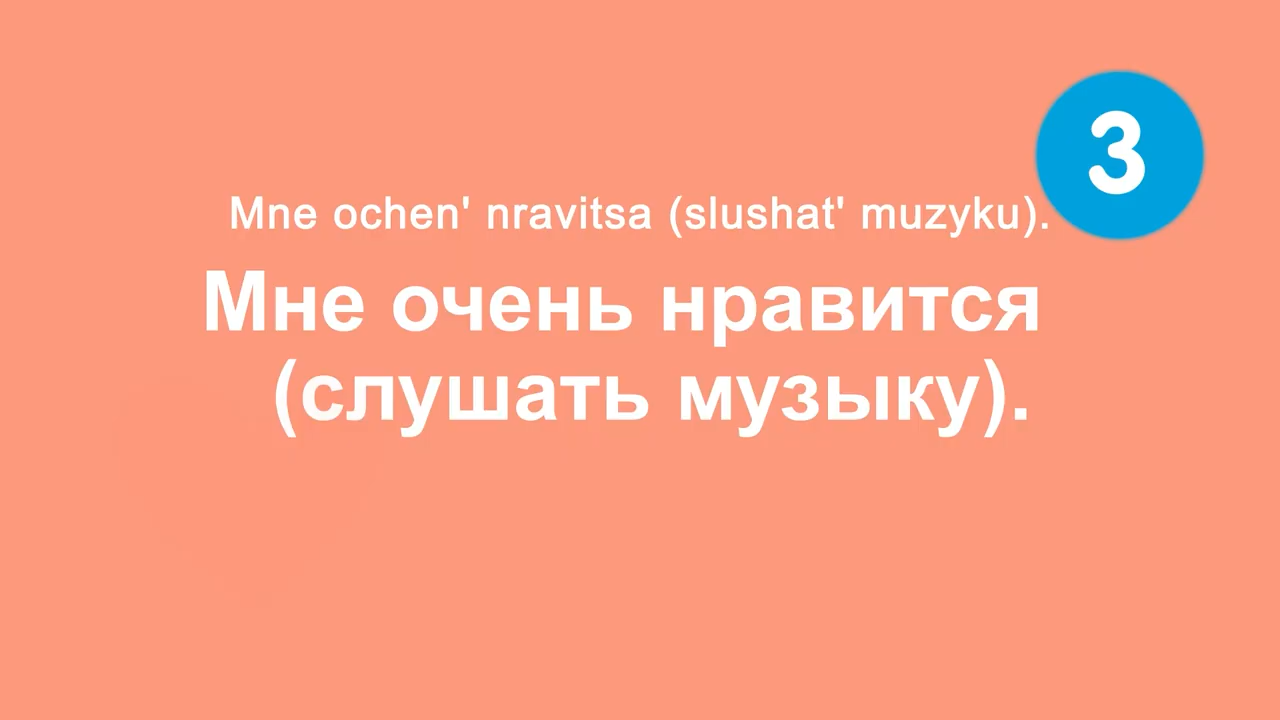 3
Mne ochen' nravitsa (slushat' muzyku).
Мне очень нравится
(слушать музыку).